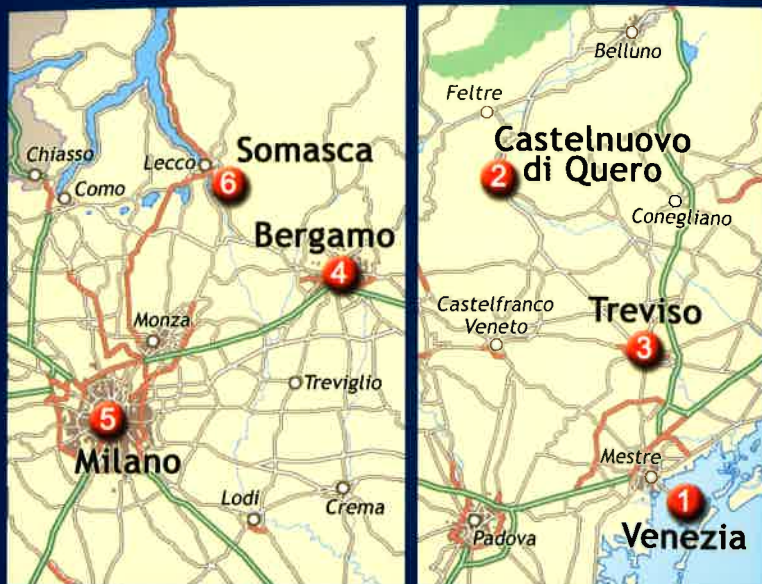 Chiasso
Como
Lecco
6
Somasca
Bergamo
4
Monza
Treviglio
5
Milano
Lodi
Crema
Belluno
Feltre
Castelnuovo
di Quero
2
Conegliano
Castelfranco
Veneto
Treviso
3
Mestre
1
Venezia
Padova